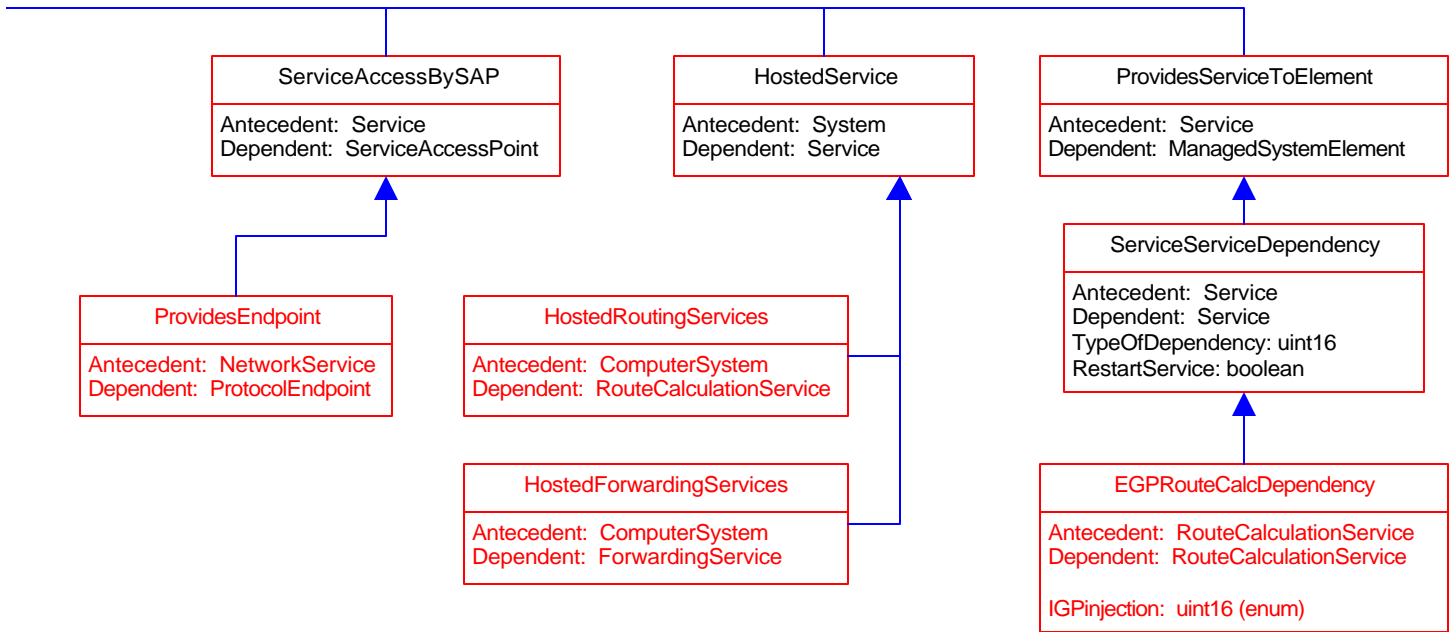 ServiceAccessBySAP
Antecedent: Service
Dependent: ServiceAccessPoint
HostedService
Antecedent: System
Dependent: Service
ProvidesServiceToElement
Antecedent: Service
Dependent: ManagedSystemElement
ServiceServiceDependency
Antecedent: Service
Dependent: Service
TypeOfDependency: uint16
RestartService: boolean
ProvidesEndpoint
Antecedent: NetworkService
Dependent: ProtocolEndpoint
HostedRoutingServices
Antecedent: ComputerSystem
Dependent: RouteCalculationService
HostedForwardingServices
Antecedent: ComputerSystem
Dependent: ForwardingService
EGPRouteCalcDependency
Antecedent: RouteCalculationService
Dependent: RouteCalculationService
IGPinjection: uint16 (enum)